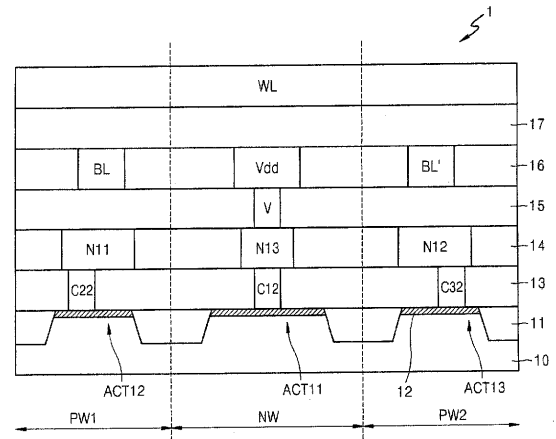 1
WL
17
BL Vdd BL' 16
V 15
N11 N13 N12 14
C22 C12 C32 13
11
10
ACT12 ACT11 12 ACT13
PW1 NW PW2